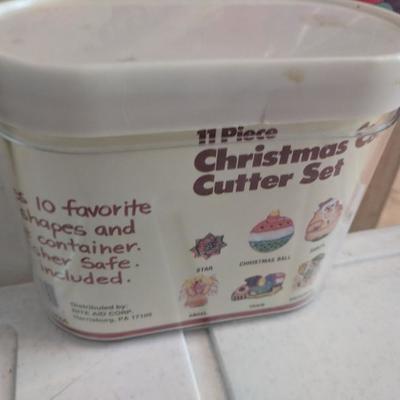 11 Piece
Christmas
Cutter Set
10 favorite
shapes and
container.
Safe.
included.
STAR
CHRISTMAS BALL
ANGEL
TRAIN
Distributed by:
RITE AID CORP.
Harrisburg, PA 17105